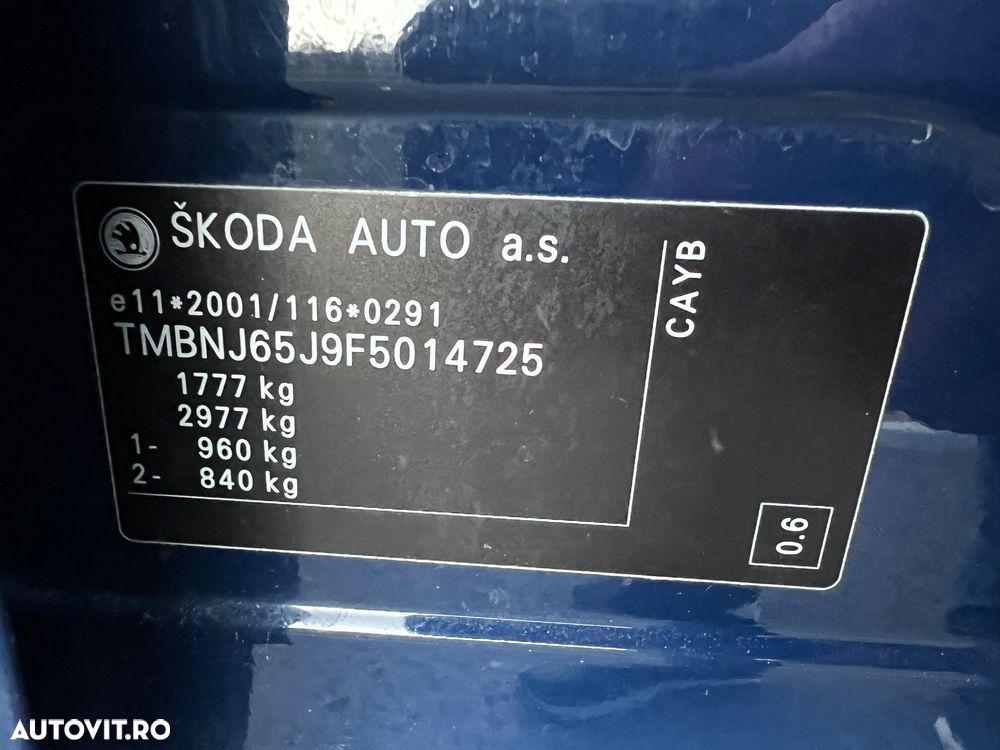 ŠKODA AUTO a.s.
e11*2001/116*0291
TMBNJ65J9F5014725
1777 kg
2977 kg
1- 960 kg
2- 840 kg
CAYB
0.6
AUTOVIT.RO